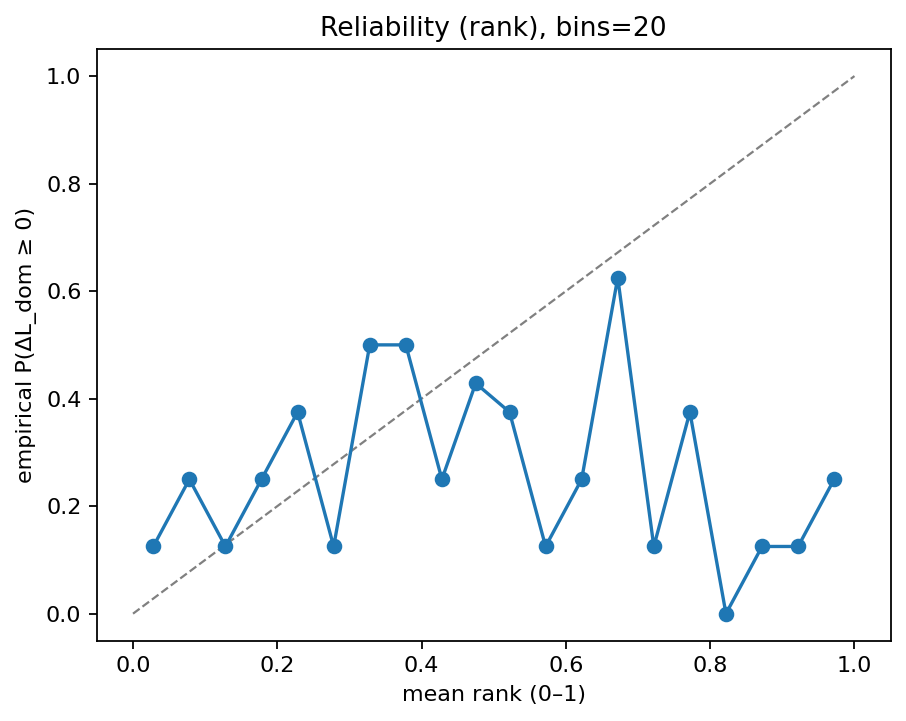 Reliability (rank), bins=20
empirical P(ΔL_dom ≥ 0)
1.0
0.8
0.6
0.4
0.2
0.0
0.0 0.2 0.4 0.6 0.8 1.0
mean rank (0–1)